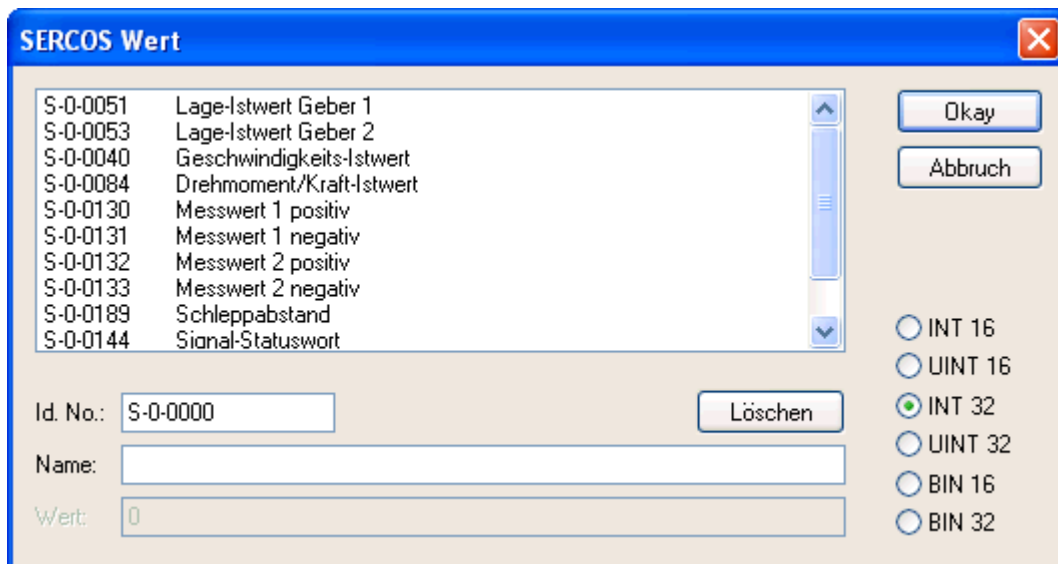 SERCOS Wert
S-0-0051 Lage-Istwert Geber 1
S-0-0053 Lage-Istwert Geber 2
S-0-0040 Geschwindigkeits-Istwert
S-0-0084 Drehmoment/Kraft-Istwert
S-0-0130 Messwert 1 positiv
S-0-0131 Messwert 1 negativ
S-0-0132 Messwert 2 positiv
S-0-0133 Messwert 2 negativ
S-0-0189 Schleppabstand
S-0-0144 Signal-Statuswort
Okay
Abbruch
INT 16
UINT 16
INT 32
UINT 32
BIN 16
BIN 32
Id. No.: S-0-0000
Löschen
Name:
Wert: 0